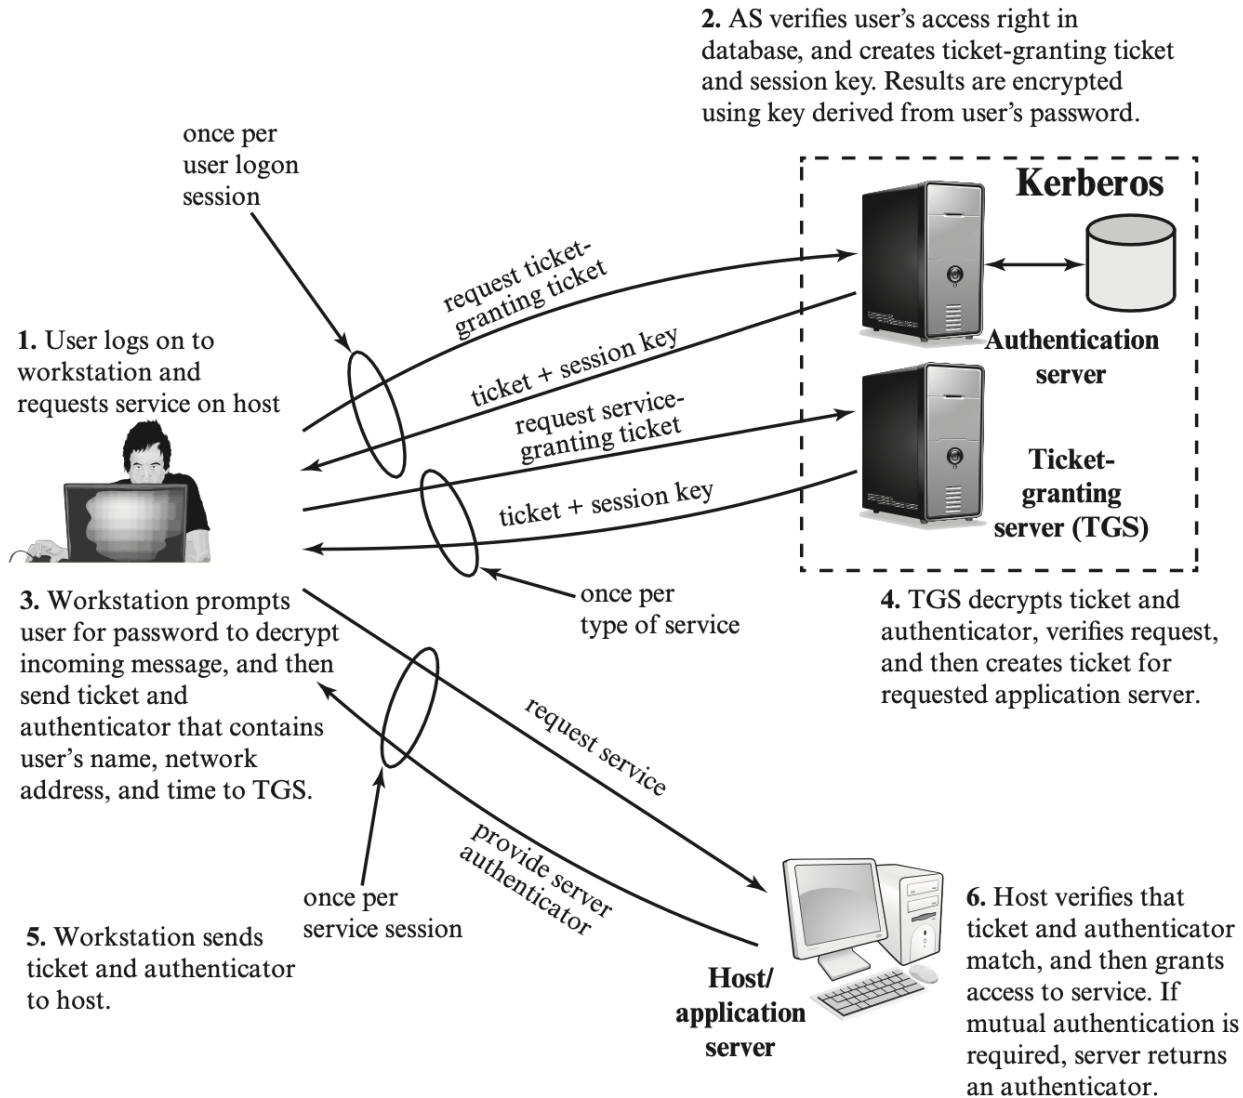 2. AS verifies user's access right in
database, and creates ticket-granting ticket
and session key. Results are encrypted
using key derived from user's password.
once per
user logon
session
Kerberos
request ticket-
granting ticket
1. User logs on to
workstation and
requests service on host
ticket + session key
Authentication
server
request service-
granting ticket
ticket + session key
Ticket-
granting
server (TGS)
once per
type of service
3. Workstation prompts
user for password to decrypt
incoming message, and then
send ticket and
authenticator that contains
user's name, network
address, and time to TGS.
4. TGS decrypts ticket and
authenticator, verifies request,
and then creates ticket for
requested application server.
request service
provide server
authenticator
once per
service session
5. Workstation sends
ticket and authenticator
to host.
Host/
application
server
6. Host verifies that
ticket and authenticator
match, and then grants
access to service. If
mutual authentication is
required, server returns
an authenticator.